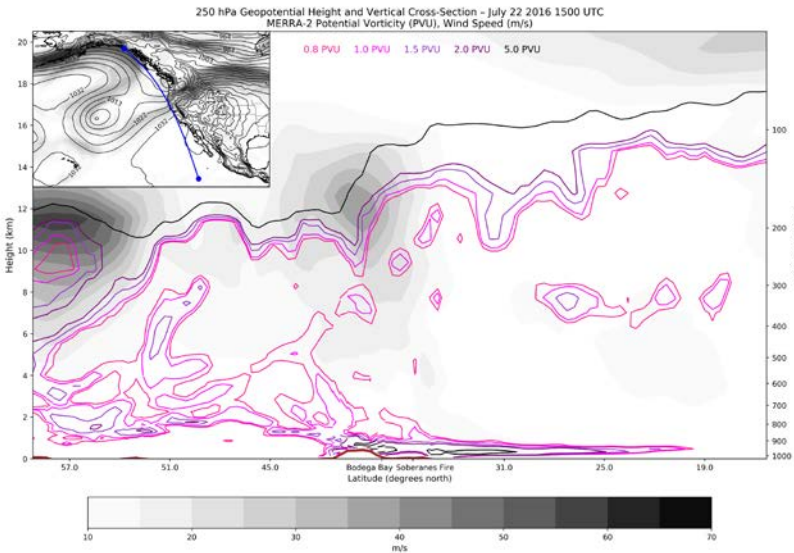 250 hPa Geopotential Height and Vertical Cross-Section – July 22 2016 1500 UTC
MERRA-2 Potential Vorticity (PVU), Wind Speed (m/s)
0.8 PVU 1.0 PVU 1.5 PVU 2.0 PVU 5.0 PVU
20
18
16
14
12
10
8
6
4
2
0
Height (km)
100
200
300
400
500
600
700
800
900
1000
57.0 51.0 45.0 Bodega Bay Soberanes Fire 31.0 25.0 19.0
Latitude (degrees north)
10 20 30 40 50 60 70
m/s